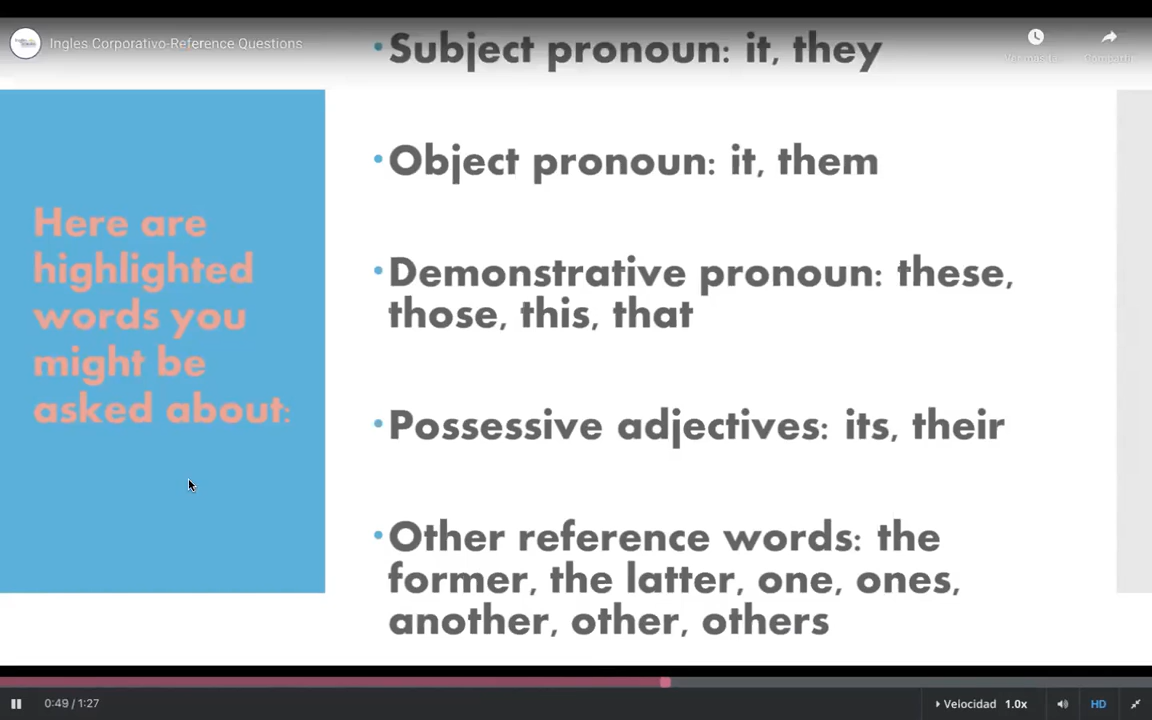 Ingles Corporativo-Reference Questions
• Subject pronoun: it, they
Here are
highlighted
words you
might be
asked about:
• Object pronoun: it, them
• Demonstrative pronoun: these,
those, this, that
• Possessive adjectives: its, their
• Other reference words: the
former, the latter, one, ones,
another, other, others
0:49 / 1:27
Velocidad 1.0x
HD